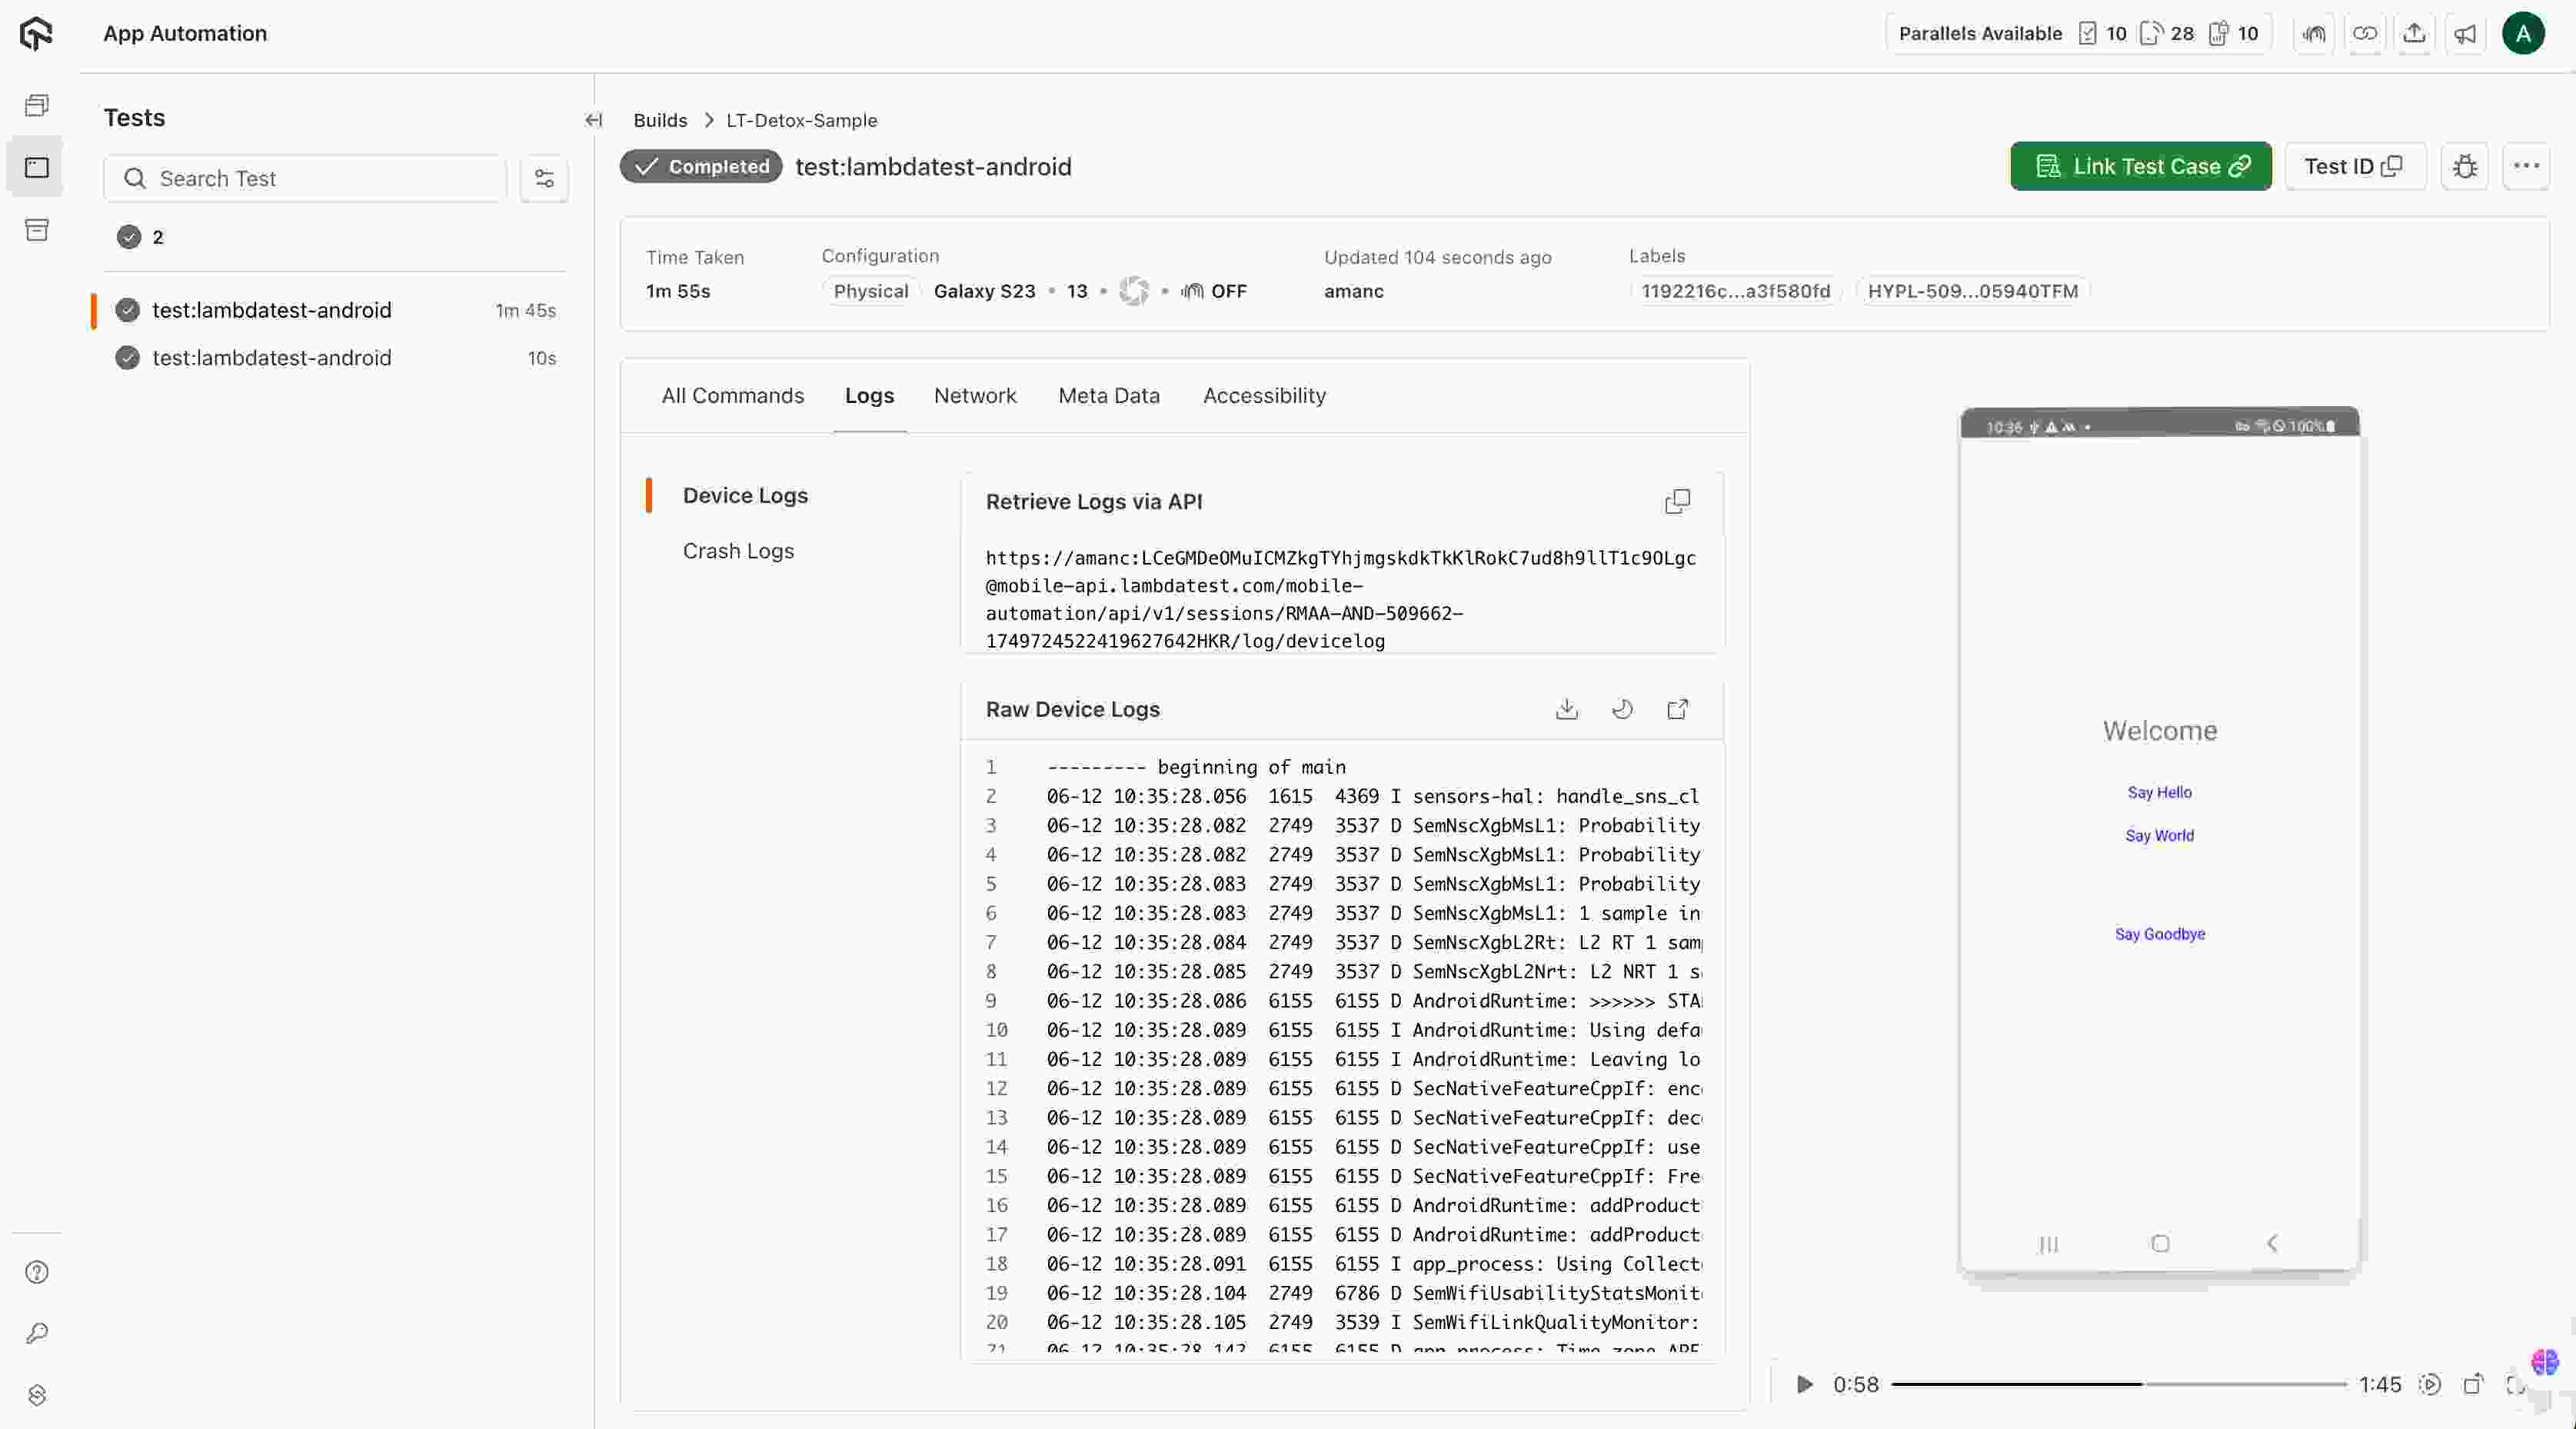 App Automation
Parallels Available 10 28 10
A
Tests
Search Test
2
test:lambdatest-android 1m 45s
test:lambdatest-android 10s
Builds > LT-Detox-Sample
Completed test:lambdatest-android
Link Test Case
Test ID
Time Taken
1m 55s
Configuration
Physical Galaxy S23 • 13 • • OFF
Updated 104 seconds ago
amanc
Labels
1192216c...a3f580fd HYPL-509...05940TFM
All Commands Logs Network Meta Data Accessibility
Device Logs
Crash Logs
Retrieve Logs via API
https://amanc:LCeGMDeOMuICMZkgTYhjmgskdkTkKlRokC7ud8h9llT1c9OLgc
@mobile-api.lambdatest.com/mobile-
automation/api/v1/sessions/RMAA-AND-509662-
1749724522419627642HKR/log/devicelog
Raw Device Logs
1 --------- beginning of main
2 06-12 10:35:28.056 1615 4369 I sensors-hal: handle_sns_cl
3 06-12 10:35:28.082 2749 3537 D SemNscXgbMsL1: Probability
4 06-12 10:35:28.082 2749 3537 D SemNscXgbMsL1: Probability
5 06-12 10:35:28.083 2749 3537 D SemNscXgbMsL1: Probability
6 06-12 10:35:28.083 2749 3537 D SemNscXgbMsL1: 1 sample in
7 06-12 10:35:28.084 2749 3537 D SemNscXgbL2Rt: L2 RT 1 sam
8 06-12 10:35:28.085 2749 3537 D SemNscXgbL2Nrt: L2 NRT 1 s
9 06-12 10:35:28.086 6155 6155 D AndroidRuntime: >>>>>> STA
10 06-12 10:35:28.089 6155 6155 I AndroidRuntime: Using defa
11 06-12 10:35:28.089 6155 6155 I AndroidRuntime: Leaving lo
12 06-12 10:35:28.089 6155 6155 D SecNativeFeatureCppIf: enc
13 06-12 10:35:28.089 6155 6155 D SecNativeFeatureCppIf: dec
14 06-12 10:35:28.089 6155 6155 D SecNativeFeatureCppIf: use
15 06-12 10:35:28.089 6155 6155 D SecNativeFeatureCppIf: Fre
16 06-12 10:35:28.089 6155 6155 D AndroidRuntime: addProduct
17 06-12 10:35:28.089 6155 6155 D AndroidRuntime: addProduct
18 06-12 10:35:28.091 6155 6155 I app_process: Using Collect
19 06-12 10:35:28.104 2749 6786 D SemWifiUsabilityStatsMonit
20 06-12 10:35:28.105 2749 3539 I SemWifiLinkQualityMonitor:
21 06-12 10:35:28.142 6155 6155 D app_process: Time zone APE
10:36 100%
Welcome
Say Hello
Say World
Say Goodbye
0:58 1:45